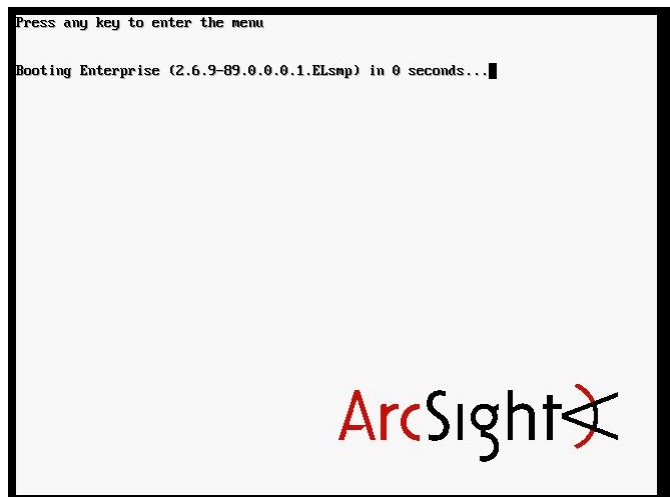 Press any key to enter the menu
Booting Enterprise (2.6.9-89.0.0.0.1.ELsmp) in 0 seconds...
ArcSight